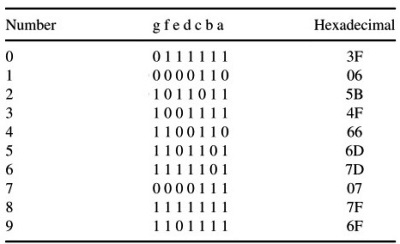 Number g f e d c b a Hexadecimal
0 0 1 1 1 1 1 1 3F
1 0 0 0 0 1 1 0 06
2 1 0 1 1 0 1 1 5B
3 1 0 0 1 1 1 1 4F
4 1 1 0 0 1 1 0 66
5 1 1 0 1 1 0 1 6D
6 1 1 1 1 1 0 1 7D
7 0 0 0 0 1 1 1 07
8 1 1 1 1 1 1 1 7F
9 1 1 0 1 1 1 1 6F